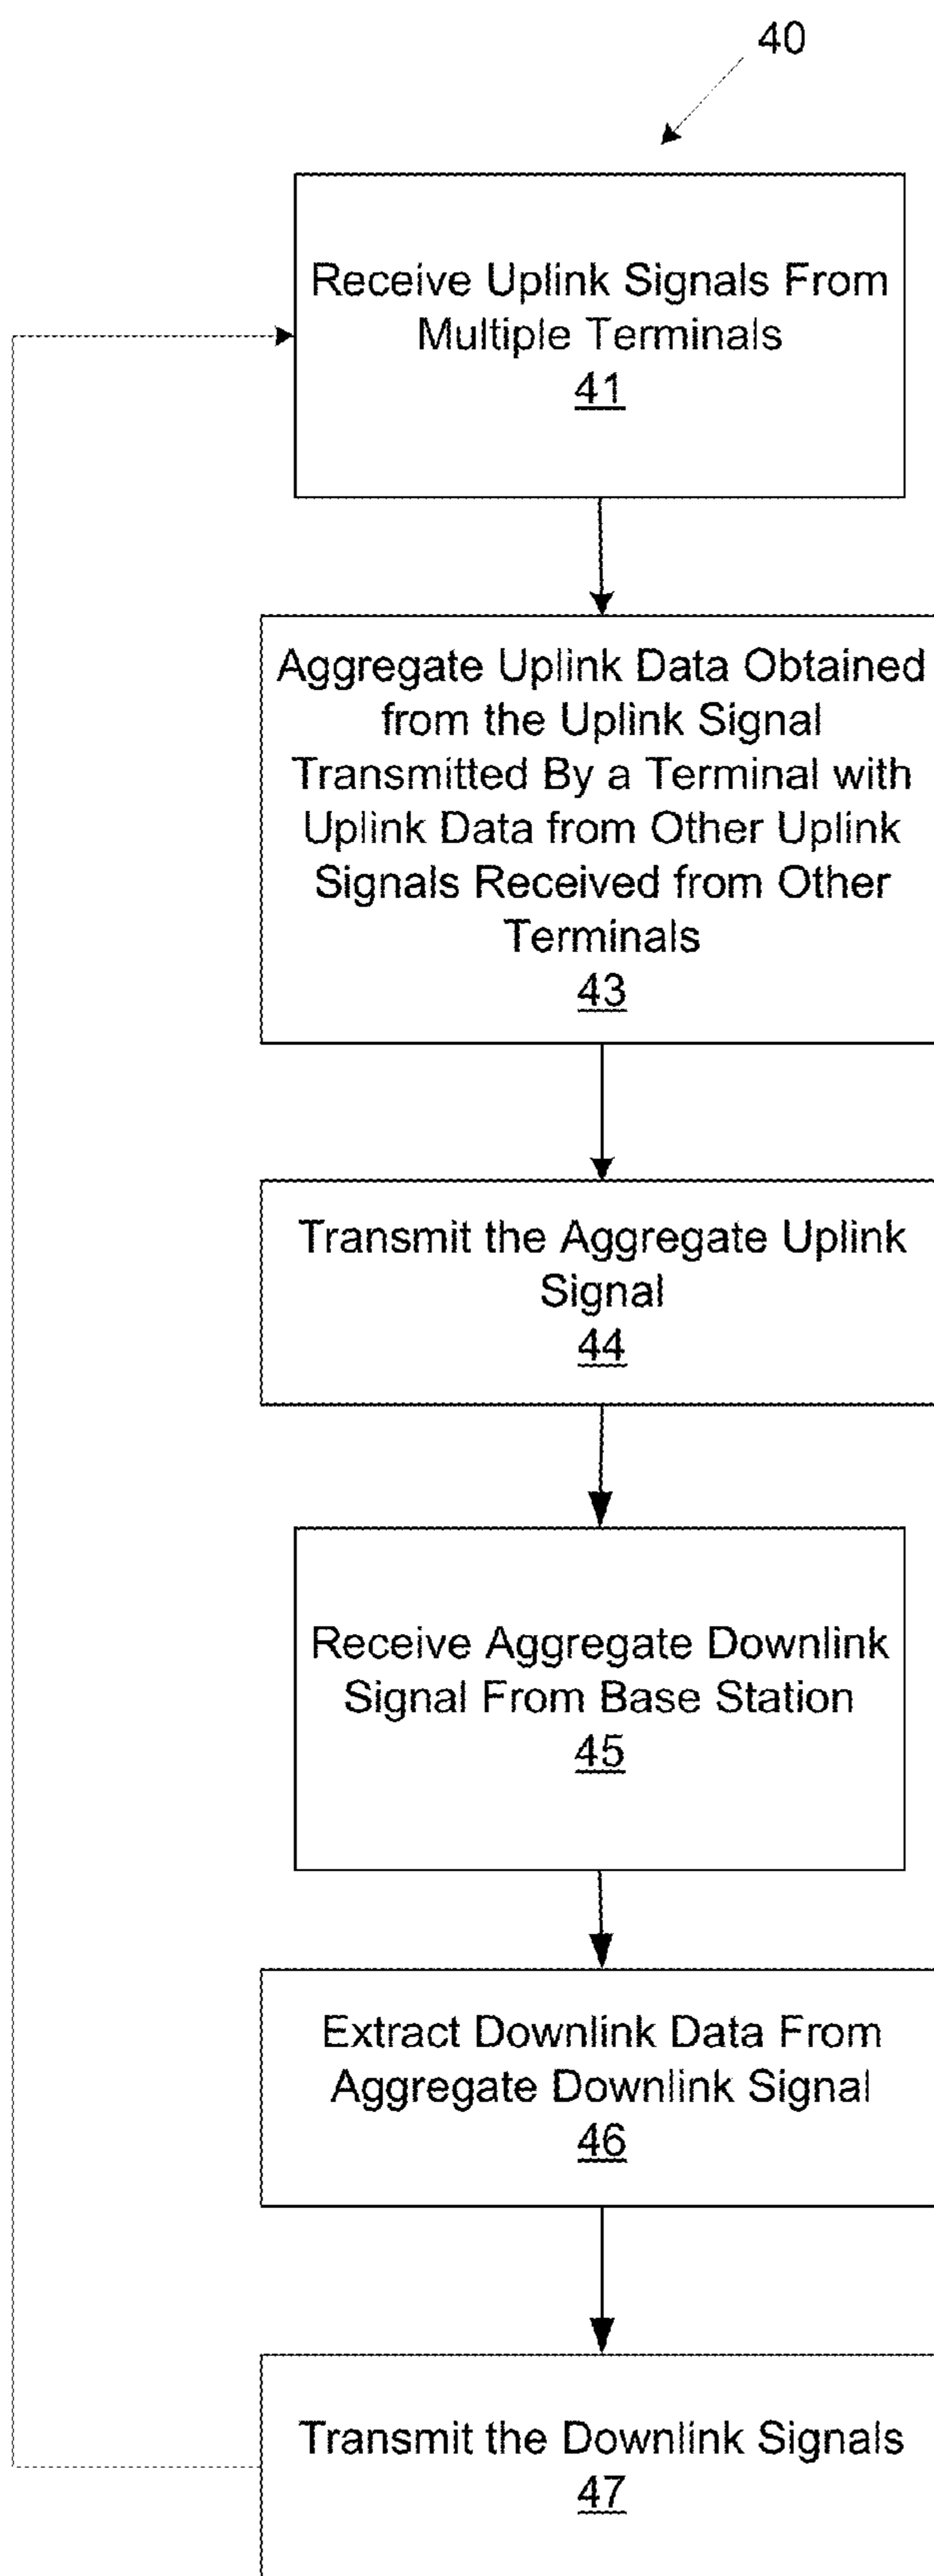 40
Receive Uplink Signals From
Multiple Terminals
41
Aggregate Uplink Data Obtained
from the Uplink Signal
Transmitted By a Terminal with
Uplink Data from Other Uplink
Signals Received from Other
Terminals
43
Transmit the Aggregate Uplink
Signal
44
Receive Aggregate Downlink
Signal From Base Station
45
Extract Downlink Data From
Aggregate Downlink Signal
46
Transmit the Downlink Signals
47